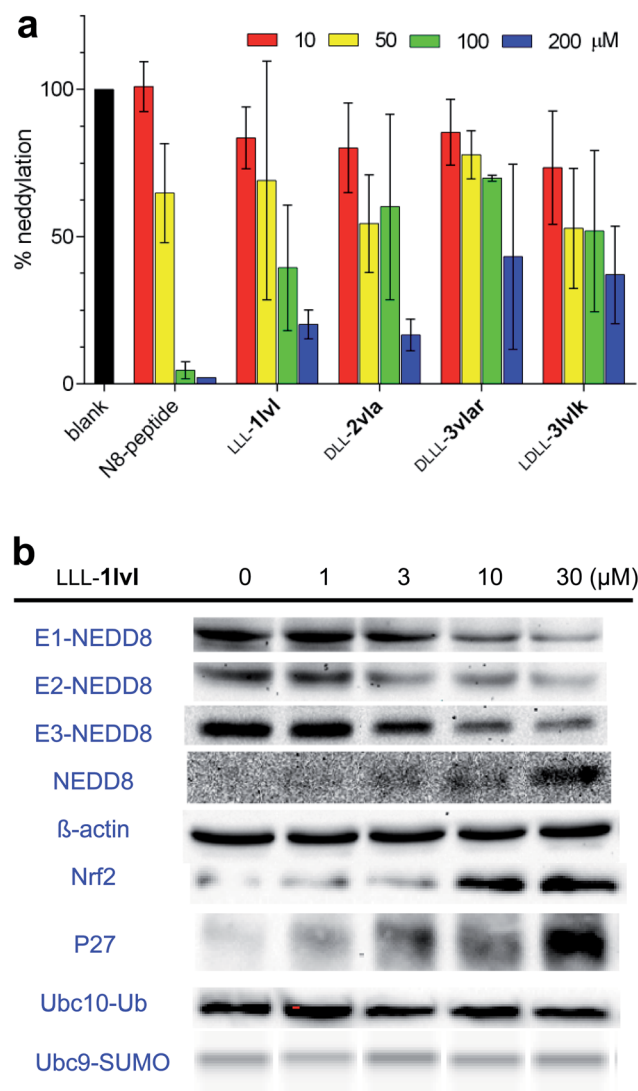 a
10 50 100 200 μM
100
50
0
% neddylation
blank
N8-peptide
LLL-1lvl
DLL-2vla
DLLL-3vlar
LDLL-3lvlk
b
LLL-1lvl 0 1 3 10 30 (μM)
E1-NEDD8
E2-NEDD8
E3-NEDD8
NEDD8
ß-actin
Nrf2
P27
Ubc10-Ub
Ubc9-SUMO